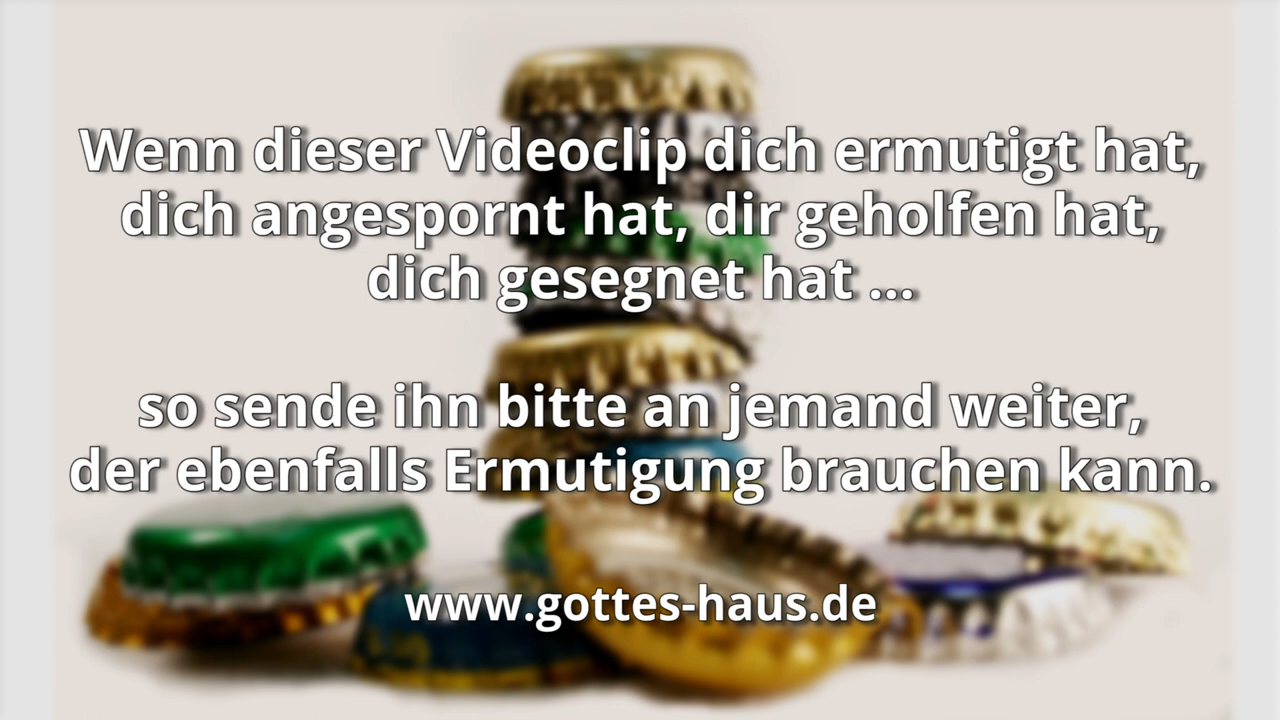 Wenn dieser Videoclip dich ermutigt hat,
dich angespornt hat, dir geholfen hat,
dich gesegnet hat ...
so sende ihn bitte an jemand weiter,
der ebenfalls Ermutigung brauchen kann.
www.gottes-haus.de